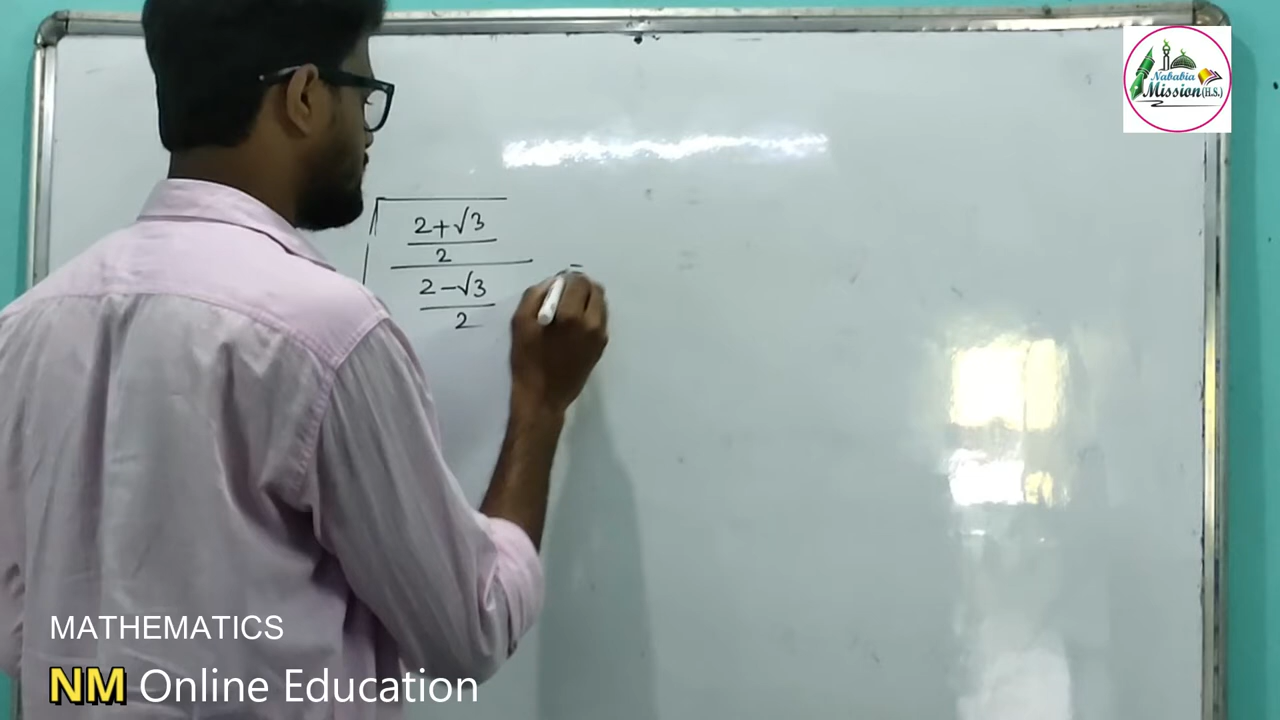 Nababia
Mission (H.S.)
√
2+√3
2
2-√3
2
=
MATHEMATICS
NM Online Education